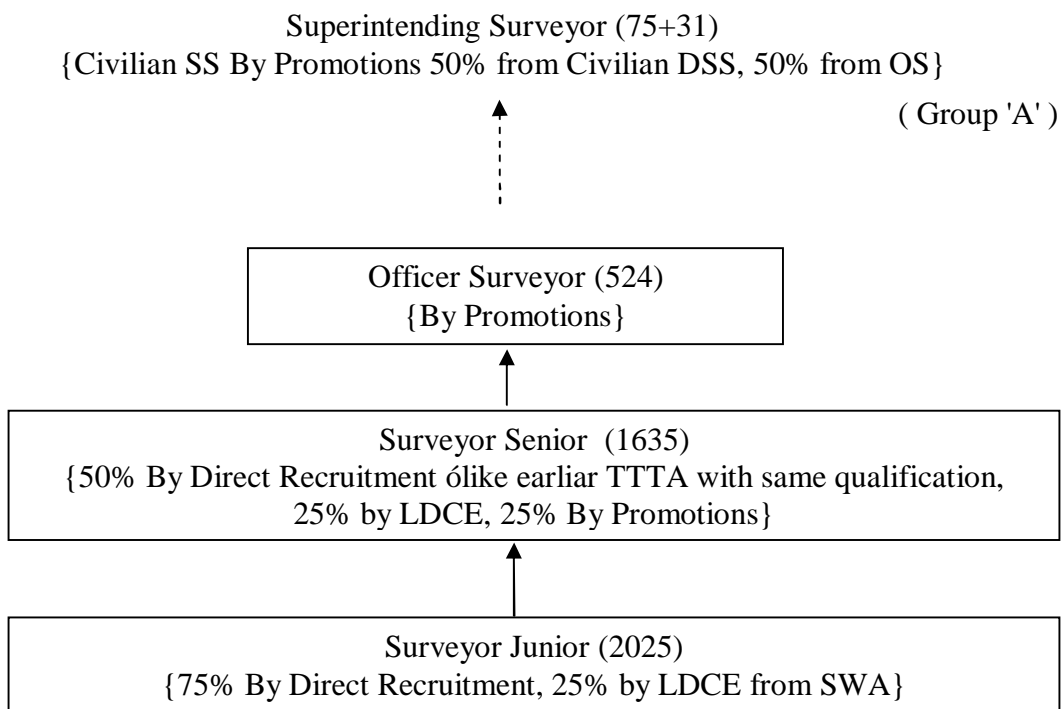 Superintending Surveyor (75+31)
{Civilian SS By Promotions 50% from Civilian DSS, 50% from OS}
( Group 'A' )
Officer Surveyor (524)
{By Promotions}
Surveyor Senior (1635)
{50% By Direct Recruitment ólike earliar TTTA with same qualification,
25% by LDCE, 25% By Promotions}
Surveyor Junior (2025)
{75% By Direct Recruitment, 25% by LDCE from SWA}